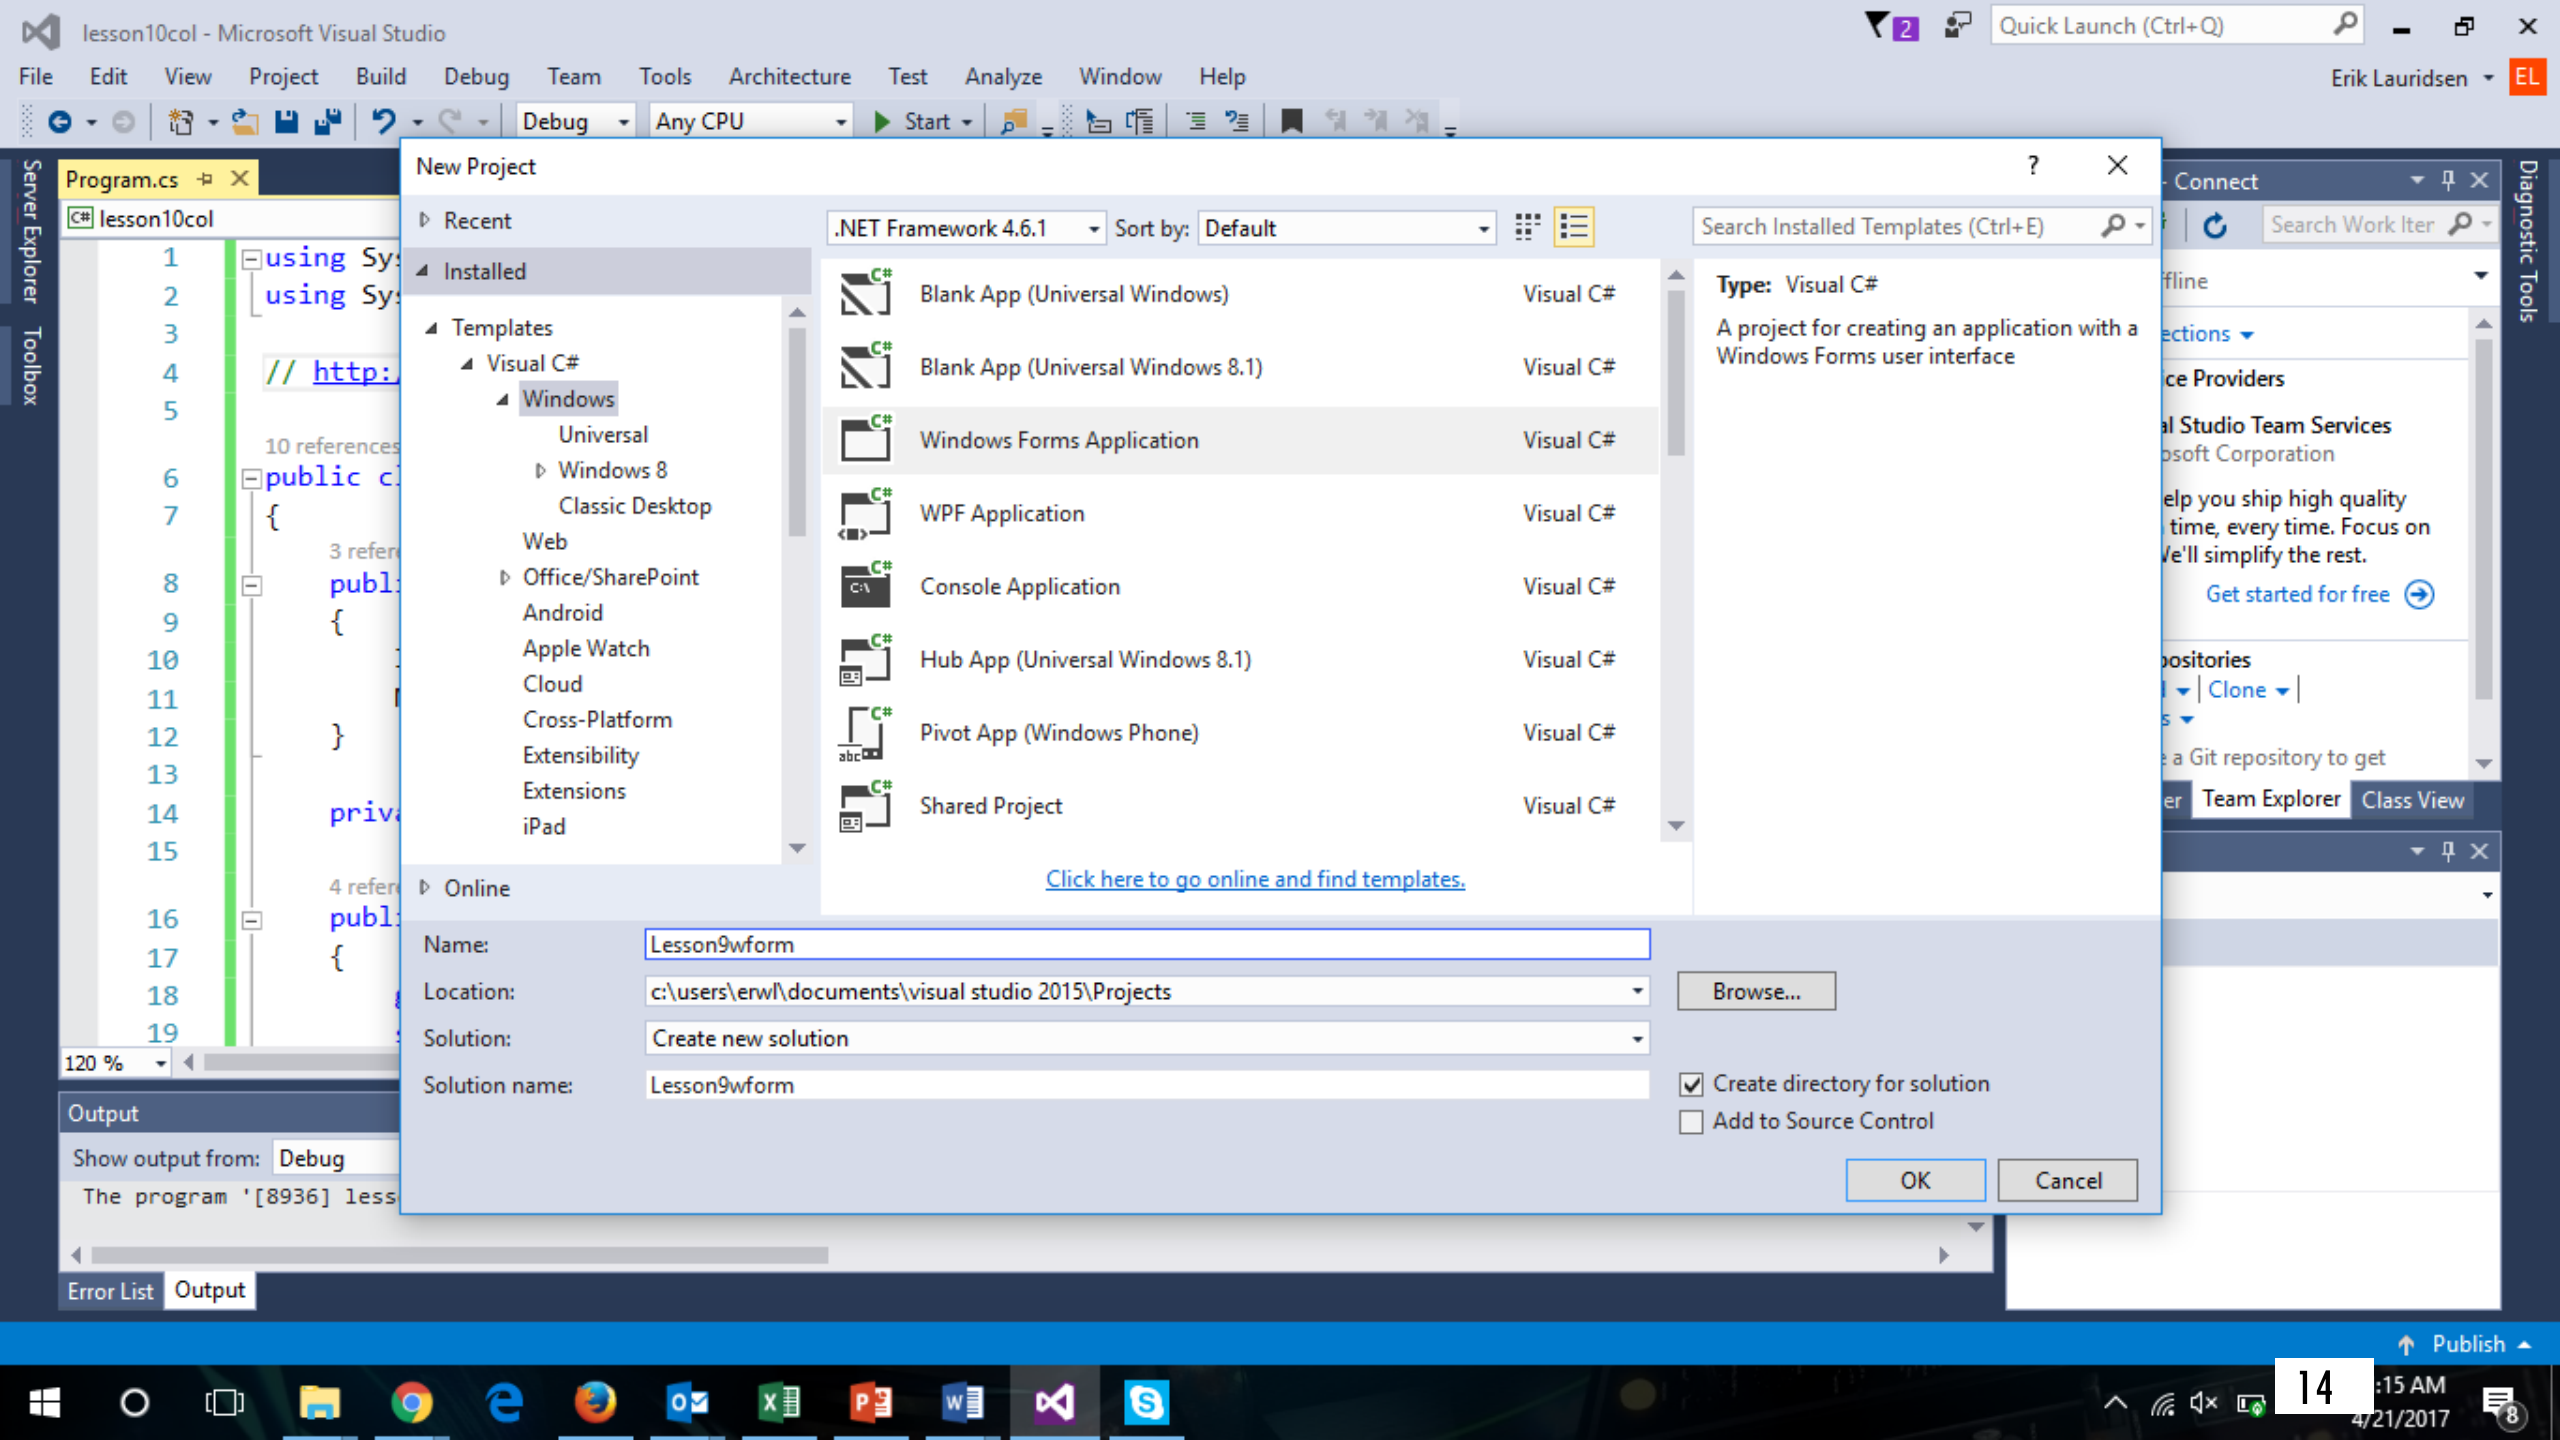 lesson10col - Microsoft Visual Studio
2
Quick Launch (Ctrl+Q)
File Edit View Project Build Debug Team Tools Architecture Test Analyze Window Help
Erik Lauridsen EL
Debug Any CPU Start
Server Explorer
Toolbox
Diagnostic Tools
Program.cs
C# lesson10col
1 using Sys
2 using Sys
3
4 // http:/
5
10 references
6 public cl
7 {
3 refere
8 publi
9 {
10
11
12 }
13
14 priva
15
4 refere
16 publi
17 {
18
19
120 %
Output
Show output from: Debug
The program '[8936] less
Error List Output
New Project
?
Recent
Installed
Templates
Visual C#
Windows
Universal
Windows 8
Classic Desktop
Web
Office/SharePoint
Android
Apple Watch
Cloud
Cross-Platform
Extensibility
Extensions
iPad
Online
.NET Framework 4.6.1 Sort by: Default
Search Installed Templates (Ctrl+E)
C# Blank App (Universal Windows) Visual C#
C# Blank App (Universal Windows 8.1) Visual C#
C# Windows Forms Application Visual C#
C# WPF Application Visual C#
C# Console Application Visual C#
C# Hub App (Universal Windows 8.1) Visual C#
C# Pivot App (Windows Phone) Visual C#
C# Shared Project Visual C#
Click here to go online and find templates.
Type: Visual C#
A project for creating an application with a
Windows Forms user interface
Name: Lesson9wform
Location: c:\users\erwl\documents\visual studio 2015\Projects
Browse...
Solution: Create new solution
Solution name: Lesson9wform
Create directory for solution
Add to Source Control
OK Cancel
- Connect
Search Work Iter
ffline
ections
ice Providers
al Studio Team Services
osoft Corporation
elp you ship high quality
time, every time. Focus on
We'll simplify the rest.
Get started for free
positories
Clone
s
a Git repository to get
er Team Explorer Class View
Publish
14
:15 AM
4/21/2017
8